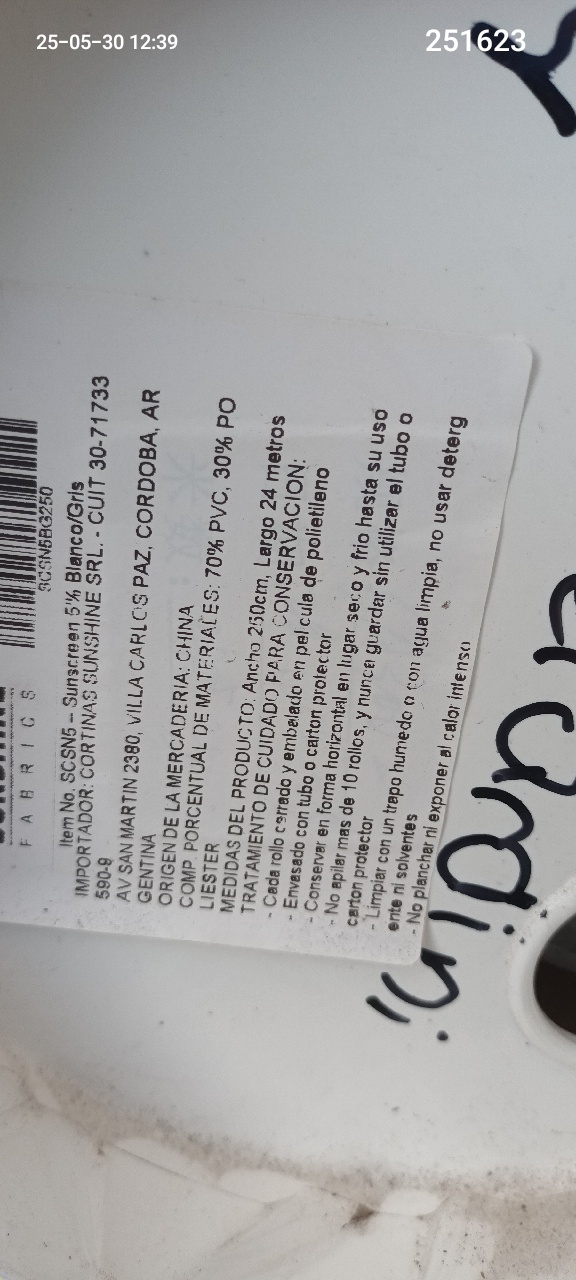 25-05-30 12:39
251623
FABRICS
SCSN5BG250
Item No. SCSN5 – Sunscreen 5% Blanco/Gris
IMPORTADOR: CORTINAS SUNSHINE SRL. - CUIT 30-71733
590-9
AV SAN MARTIN 2380, VILLA CARLOS PAZ, CORDOBA, AR
GENTINA
ORIGEN DE LA MERCADERIA: CHINA
COMP. PORCENTUAL DE MATERIALES: 70% PVC, 30% PO
LIESTER
MEDIDAS DEL PRODUCTO: Ancho 250cm, Largo 24 metros
TRATAMIENTO DE CUIDADO PARA CONSERVACION:
- Cada rollo cerrado y embalado en pelicula de polietileno
- Envasado con tubo o carton protector
- Conservar en forma horizontal en lugar seco y frio hasta su uso
- No apilar mas de 10 rollos, y nunca guardar sin utilizar el tubo o
carton protector
- Limpiar con un trapo humedo o con agua limpia, no usar deterg
ente ni solventes
- No planchar ni exponer al calor intenso